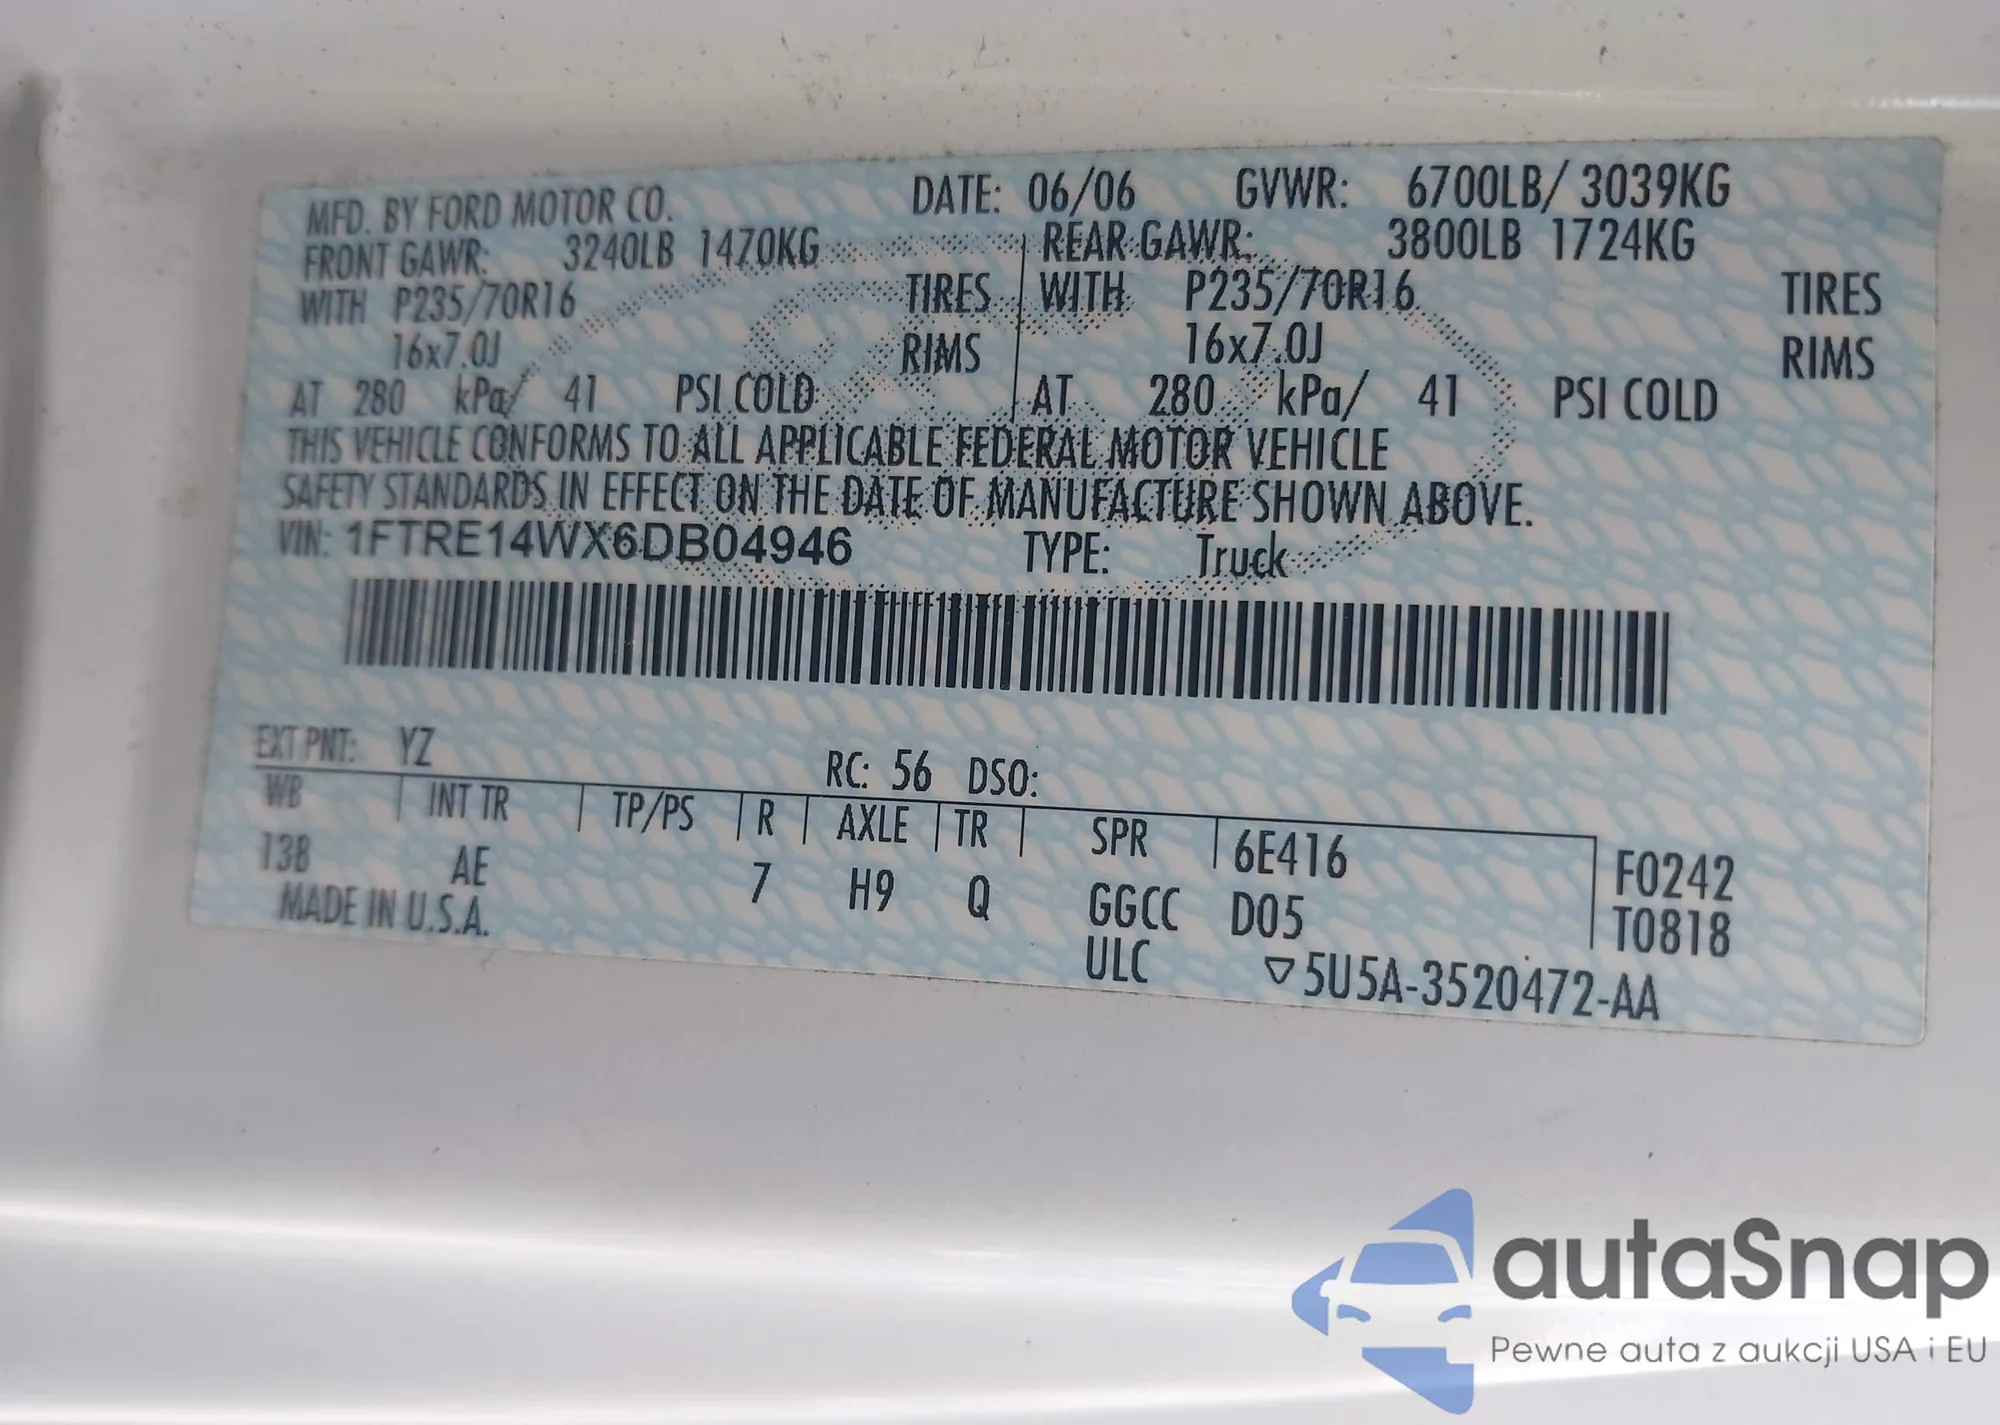 MFD. BY FORD MOTOR CO. DATE: 06/06 GVWR: 6700LB/ 3039KG
FRONT GAWR: 3240LB 1470KG REAR GAWR: 3800LB 1724KG
WITH P235/70R16 TIRES WITH P235/70R16 TIRES
16x7.0J RIMS 16x7.0J RIMS
AT 280 kPa/ 41 PSI COLD AT 280 kPa/ 41 PSI COLD
THIS VEHICLE CONFORMS TO ALL APPLICABLE FEDERAL MOTOR VEHICLE
SAFETY STANDARDS IN EFFECT ON THE DATE OF MANUFACTURE SHOWN ABOVE.
VIN: 1FTRE14WX6DB04946 TYPE: Truck
EXT PNT: YZ RC: 56 DSO:
WB INT TR TP/PS R AXLE TR SPR 6E416 F0242
138 AE 7 H9 Q GGCC D05 T0818
MADE IN U.S.A. ULC ▽5U5A-3520472-AA
autaSnap
Pewne auta z aukcji USA i EU